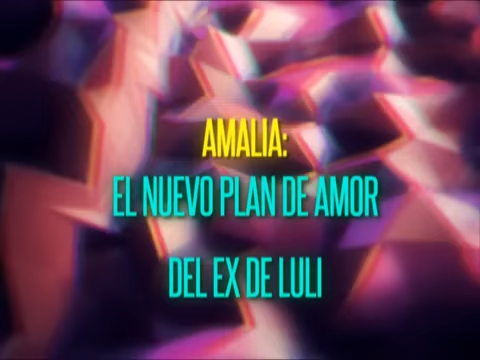 AMALIA:
EL NUEVO PLAN DE AMOR
DEL EX DE LULI